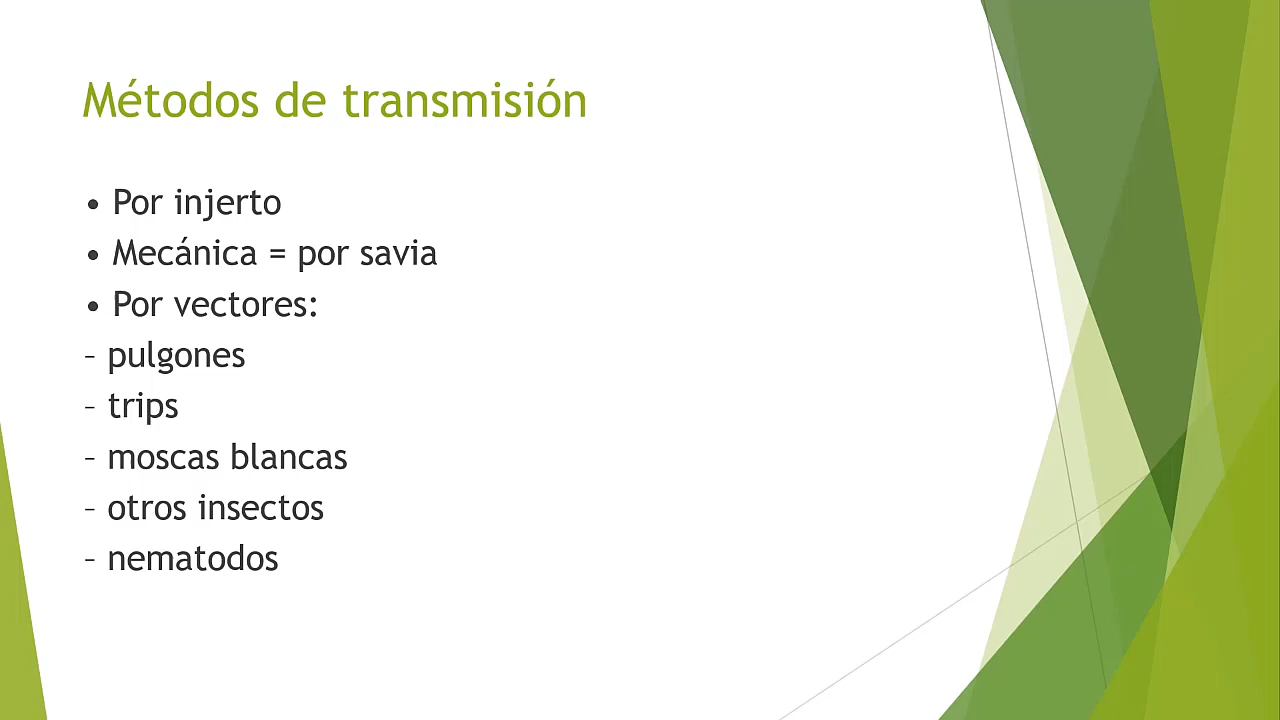 Métodos de transmisión
• Por injerto
• Mecánica = por savia
• Por vectores:
– pulgones
– trips
– moscas blancas
– otros insectos
– nematodos